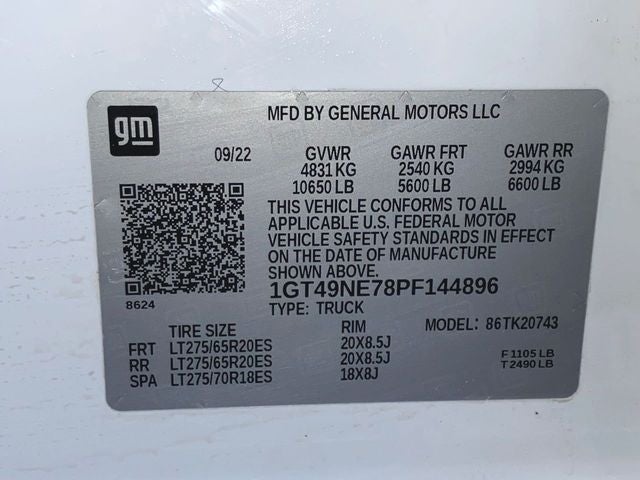 gm
MFD BY GENERAL MOTORS LLC
09/22 GVWR GAWR FRT GAWR RR
4831 KG 2540 KG 2994 KG
10650 LB 5600 LB 6600 LB
THIS VEHICLE CONFORMS TO ALL
APPLICABLE U.S. FEDERAL MOTOR
VEHICLE SAFETY STANDARDS IN EFFECT
ON THE DATE OF MANUFACTURE
SHOWN ABOVE.
8624
1GT49NE78PF144896
TYPE: TRUCK
TIRE SIZE RIM MODEL: 86TK20743
FRT LT275/65R20ES 20X8.5J F 1105 LB
RR LT275/65R20ES 20X8.5J T 2490 LB
SPA LT275/70R18ES 18X8J